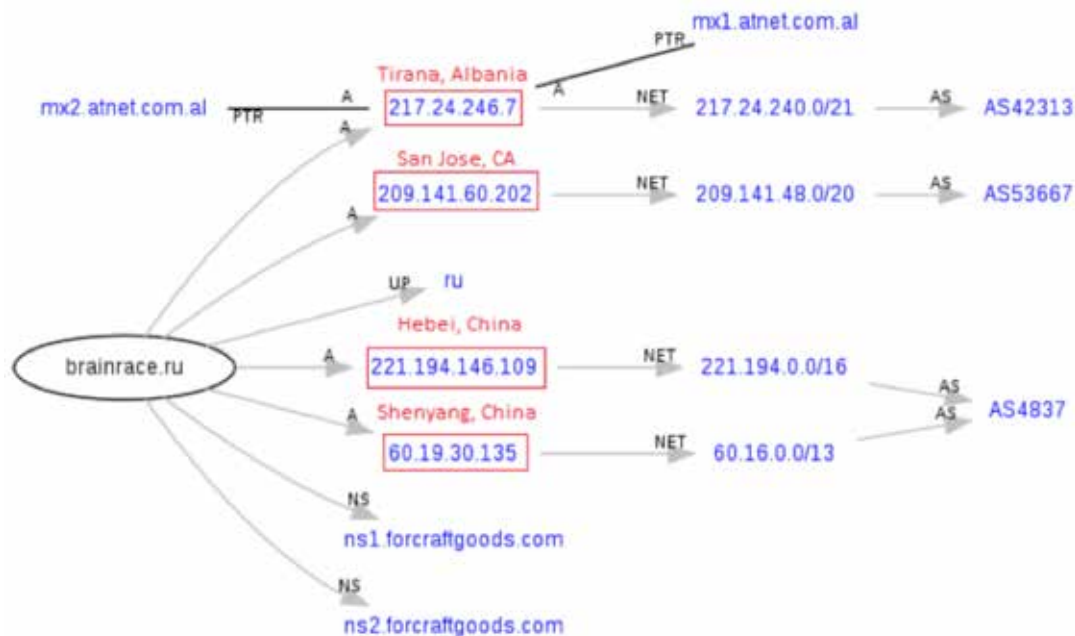 mx1.atnet.com.al
PTR
Tirana, Albania
A
mx2.atnet.com.al
PTR
A
217.24.246.7
NET
217.24.240.0/21
AS
AS42313
A
San Jose, CA
209.141.60.202
NET
209.141.48.0/20
AS
AS53667
A
UP
ru
Hebei, China
brainrace.ru
A
221.194.146.109
NET
221.194.0.0/16
AS
AS4837
Shenyang, China
A
60.19.30.135
NET
60.16.0.0/13
AS
NS
ns1.forcraftgoods.com
NS
ns2.forcraftgoods.com